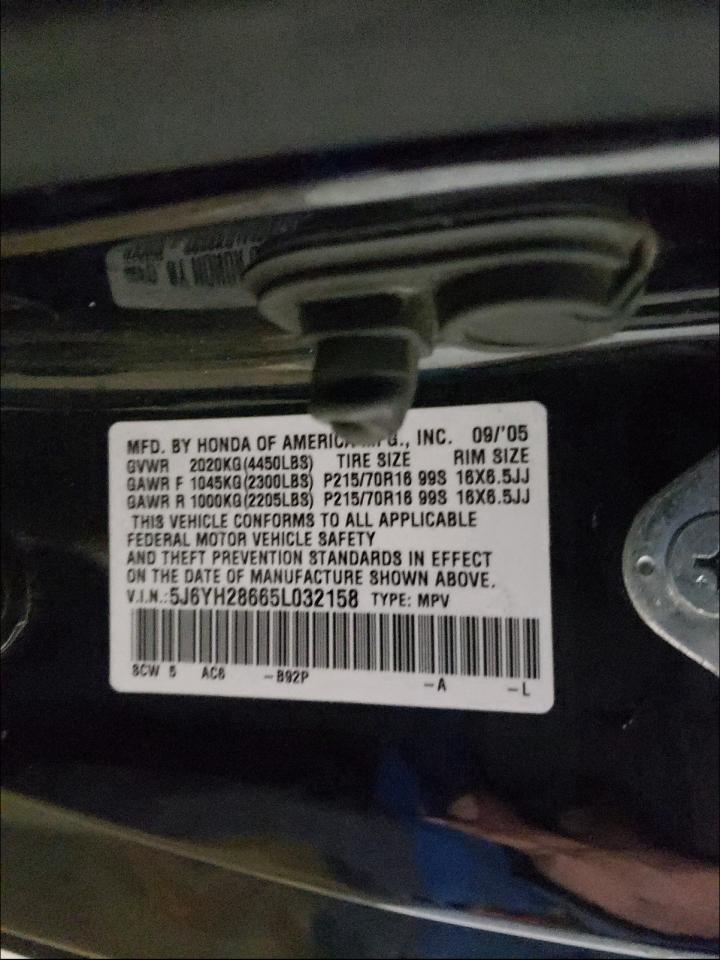 MFD. BY HONDA OF AMERICA MFG., INC. 09/'05
GVWR 2020KG(4450LBS) TIRE SIZE RIM SIZE
GAWR F 1045KG(2300LBS) P215/70R16 99S 16X6.5JJ
GAWR R 1000KG(2205LBS) P215/70R16 99S 16X6.5JJ
THIS VEHICLE CONFORMS TO ALL APPLICABLE
FEDERAL MOTOR VEHICLE SAFETY
AND THEFT PREVENTION STANDARDS IN EFFECT
ON THE DATE OF MANUFACTURE SHOWN ABOVE.
V.I.N.:5J6YH28665L032158 TYPE: MPV
SCW 5 AC6 -B92P -A -L